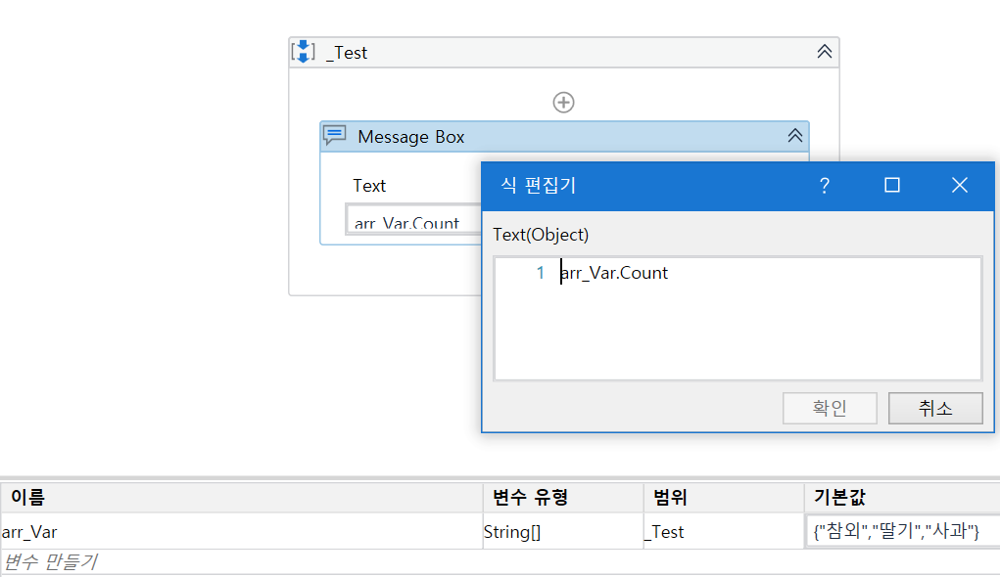 _Test
Message Box
Text
arr_Var.Count
식 편집기
?
Text(Object)
1 arr_Var.Count
확인 취소
이름 변수 유형 범위 기본값
arr_Var String[] _Test {"참외","딸기","사과"}
변수 만들기